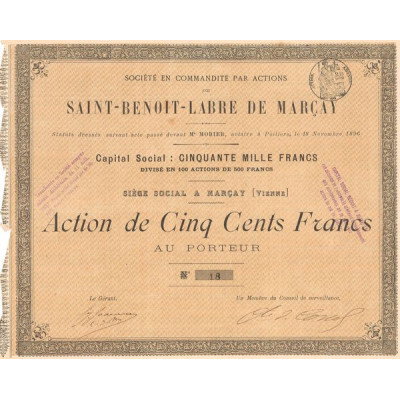 SOCIÉTÉ EN COMMANDITE PAR ACTIONS
DE
SAINT-BENOIT-LABRE DE MARÇAY
Statuts dressés suivant acte passé devant Me MORIER, notaire à Poitiers, le 18 Novembre 1896
Capital Social : CINQUANTE MILLE FRANCS
DIVISÉ EN 100 ACTIONS DE 500 FRANCS
SIÈGE SOCIAL A MARÇAY (VIENNE)
Action de Cinq Cents Francs
AU PORTEUR
N° 18
Le Gérant,
Un Membre du Conseil de surveillance,